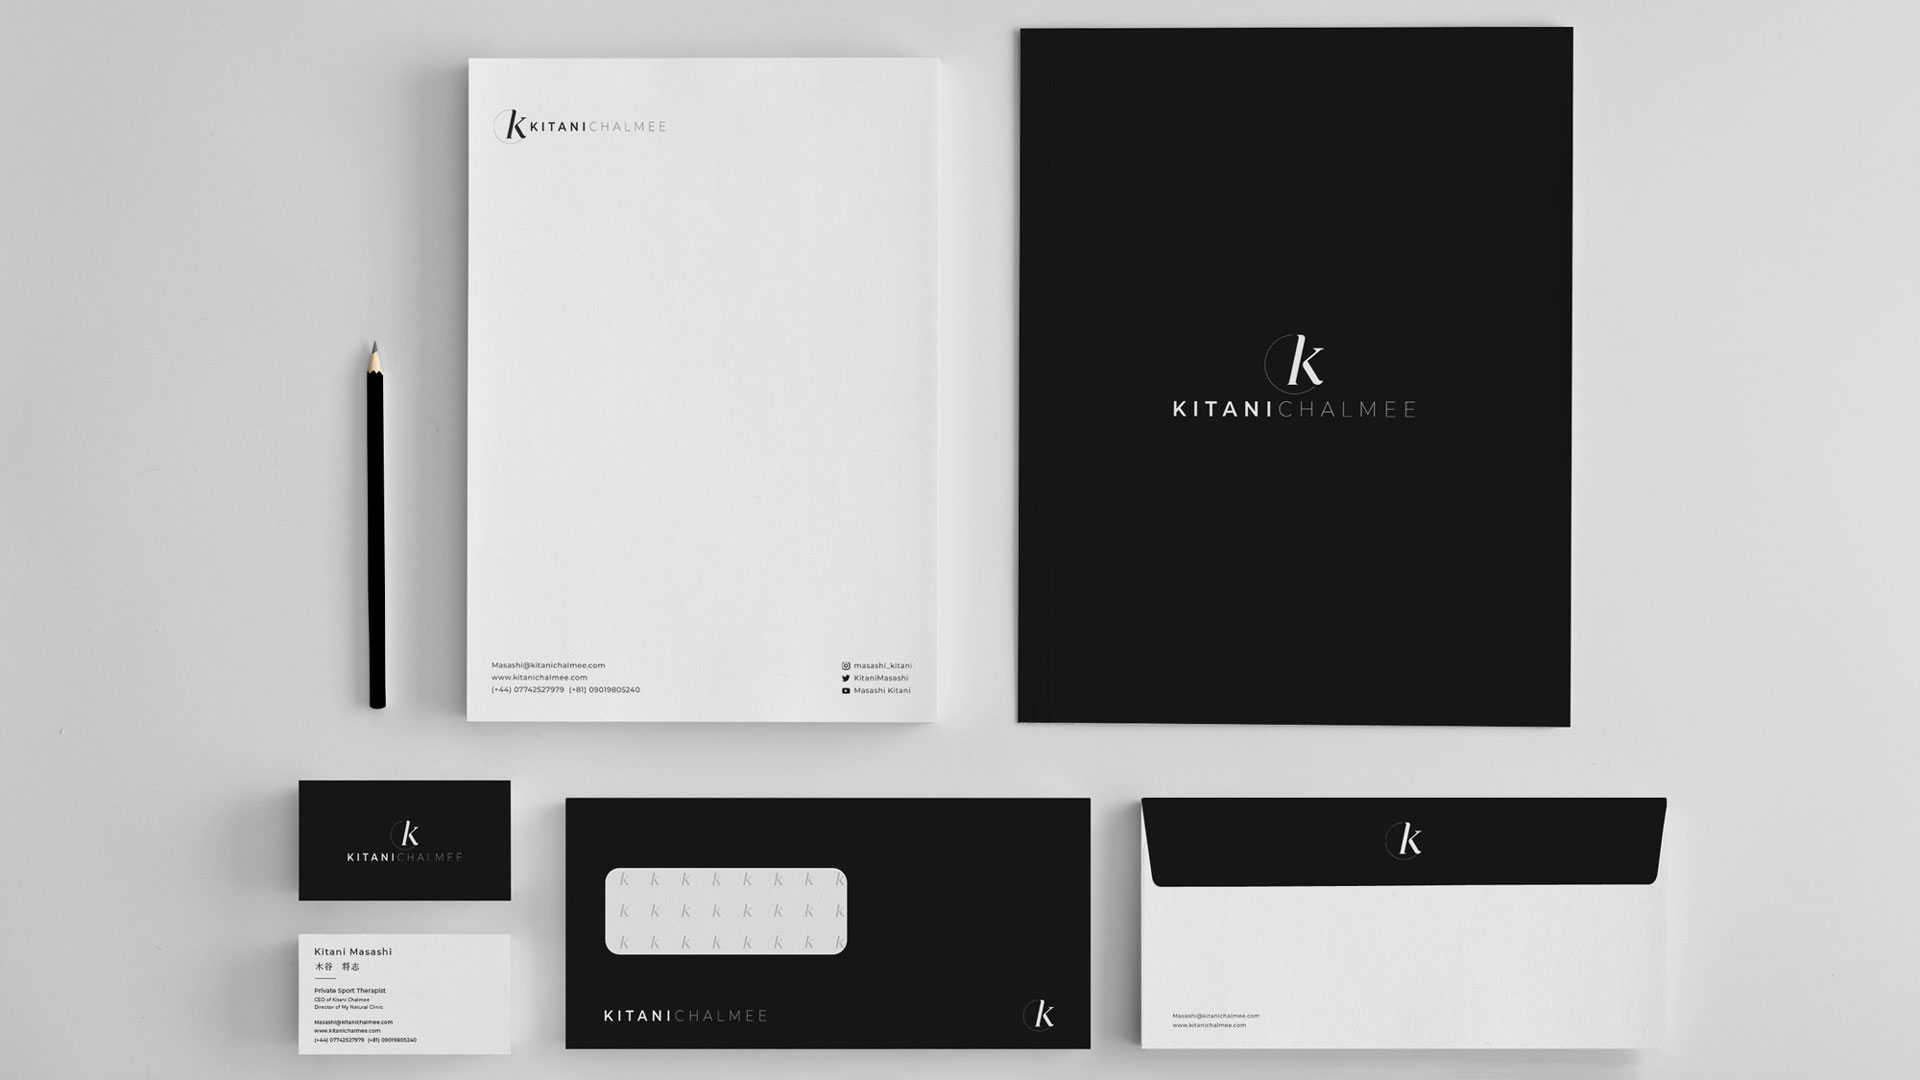 k KITANICHALMEE
Masashi@kitanichalmee.com
www.kitanichalmee.com
(+44) 07742527979 (+81) 09019805240
masashi_kitani
KitaniMasashi
Masashi Kitani
k
KITANICHALMEE
k
KITANICHALMEE
Kitani Masashi
木谷 将志
Private Sport Therapist
CEO of Kitani Chalmee
Director of My Natural Clinic
Masashi@kitanichalmee.com
www.kitanichalmee.com
(+44) 07742527979 (+81) 09019805240
k k k k k k k k
k k k k k k k k
k k k k k k k k
KITANICHALMEE
k
k
Masashi@kitanichalmee.com
www.kitanichalmee.com